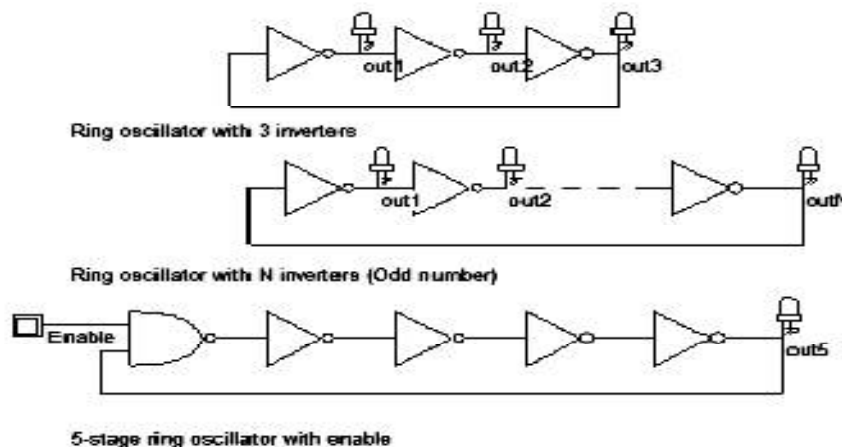 out1 out2 out3
Ring oscillator with 3 inverters
out1 out2 outN
Ring oscillator with N inverters (Odd number)
Enable
out5
5-stage ring oscillator with enable